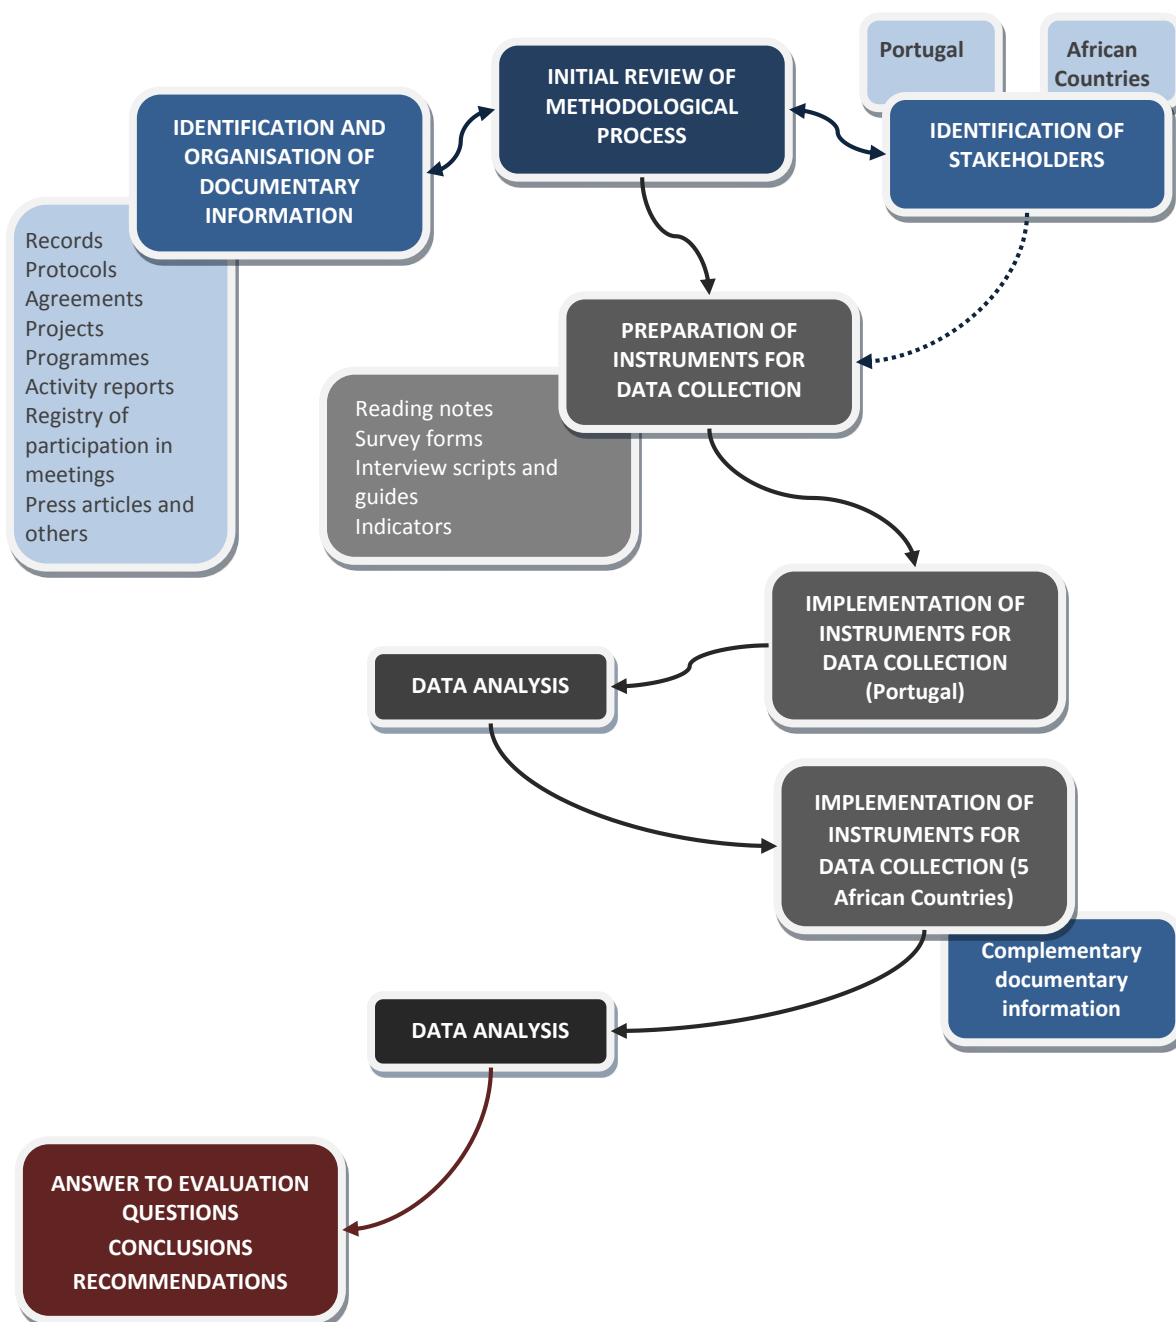 Portugal
African
Countries
INITIAL REVIEW OF
METHODOLOGICAL
PROCESS
IDENTIFICATION AND
ORGANISATION OF
DOCUMENTARY
INFORMATION
IDENTIFICATION OF
STAKEHOLDERS
Records
Protocols
Agreements
Projects
Programmes
Activity reports
Registry of
participation in
meetings
Press articles and
others
PREPARATION OF
INSTRUMENTS FOR
DATA COLLECTION
Reading notes
Survey forms
Interview scripts and
guides
Indicators
IMPLEMENTATION OF
INSTRUMENTS FOR
DATA COLLECTION
(Portugal)
DATA ANALYSIS
IMPLEMENTATION OF
INSTRUMENTS FOR
DATA COLLECTION (5
African Countries)
Complementary
documentary
information
DATA ANALYSIS
ANSWER TO EVALUATION
QUESTIONS
CONCLUSIONS
RECOMMENDATIONS